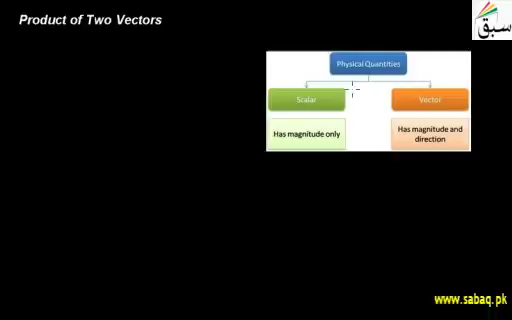 Product of Two Vectors
سبق
Physical Quantities
Scalar
Vector
Has magnitude only
Has magnitude and
direction
www.sabaq.pk